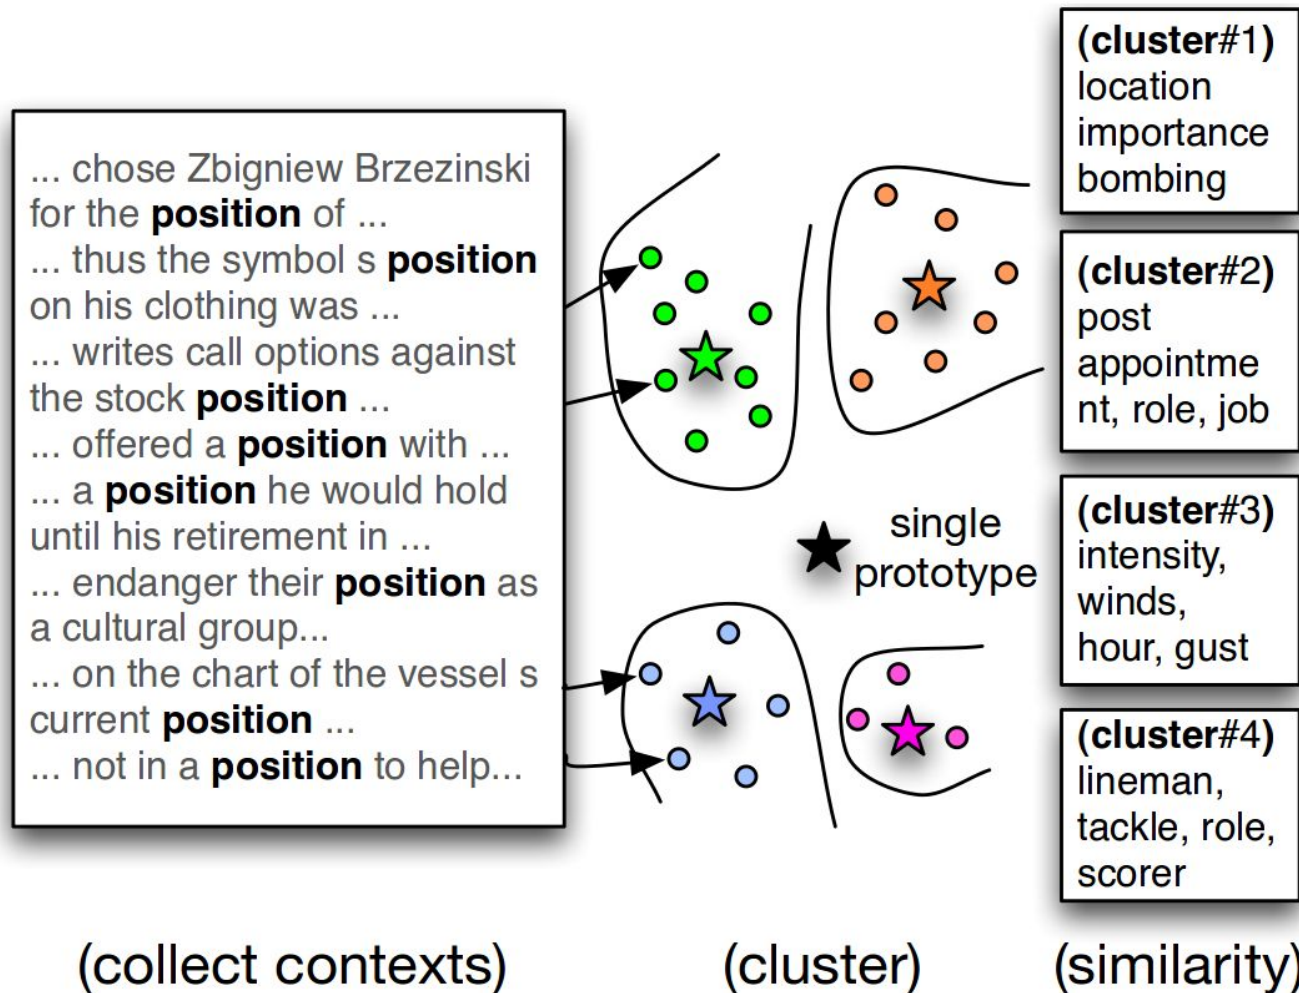 ... chose Zbigniew Brzezinski
for the position of ...
... thus the symbol s position
on his clothing was ...
... writes call options against
the stock position ...
... offered a position with ...
... a position he would hold
until his retirement in ...
... endanger their position as
a cultural group...
... on the chart of the vessel s
current position ...
... not in a position to help...
(collect contexts)
single
prototype
(cluster)
(cluster#1)
location
importance
bombing
(cluster#2)
post
appointme
nt, role, job
(cluster#3)
intensity,
winds,
hour, gust
(cluster#4)
lineman,
tackle, role,
scorer
(similarity)